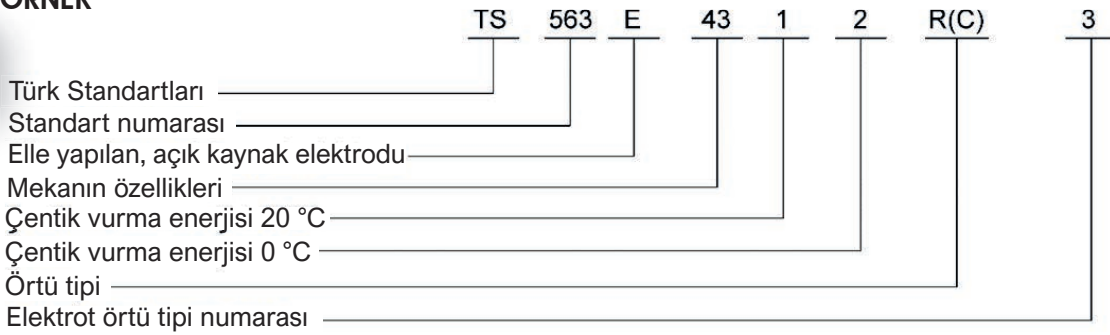 ÖRNEK
TS 563 E 43 1 2 R(C) 3
Türk Standartları
Standart numarası
Elle yapılan, açık kaynak elektrodu
Mekanın özellikleri
Çentik vurma enerjisi 20 °C
Çentik vurma enerjisi 0 °C
Örtü tipi
Elektrot örtü tipi numarası